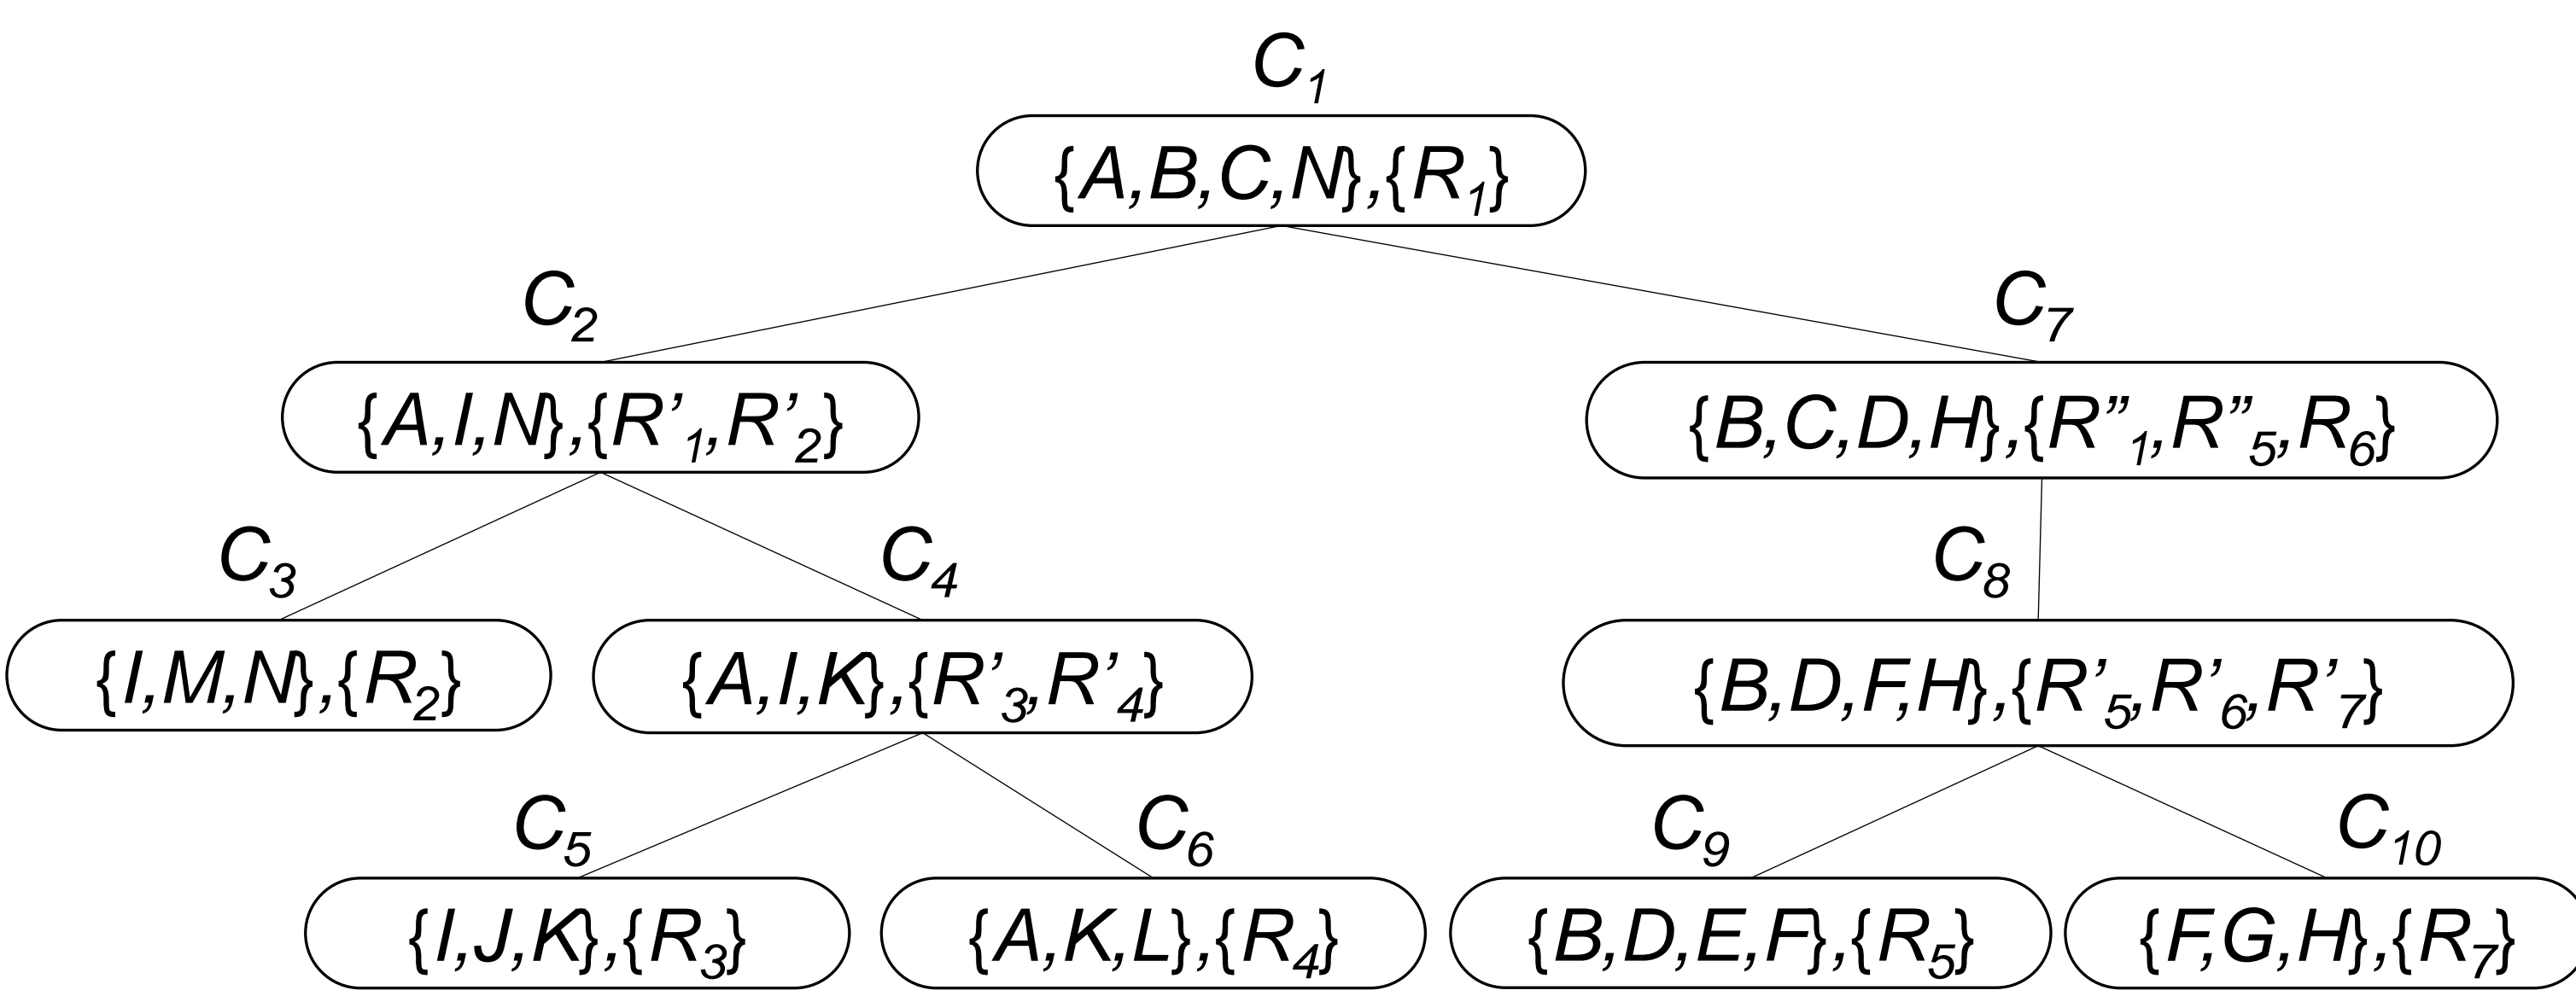 C1
{A,B,C,N},{R1}
C2
C7
{A,I,N},{R’1,R’2}
{B,C,D,H},{R”1,R”5,R6}
C3
C4
C8
{I,M,N},{R2}
{A,I,K},{R’3,R’4}
{B,D,F,H},{R’5,R’6,R’7}
C5
C6
C9
C10
{I,J,K},{R3}
{A,K,L},{R4}
{B,D,E,F},{R5}
{F,G,H},{R7}